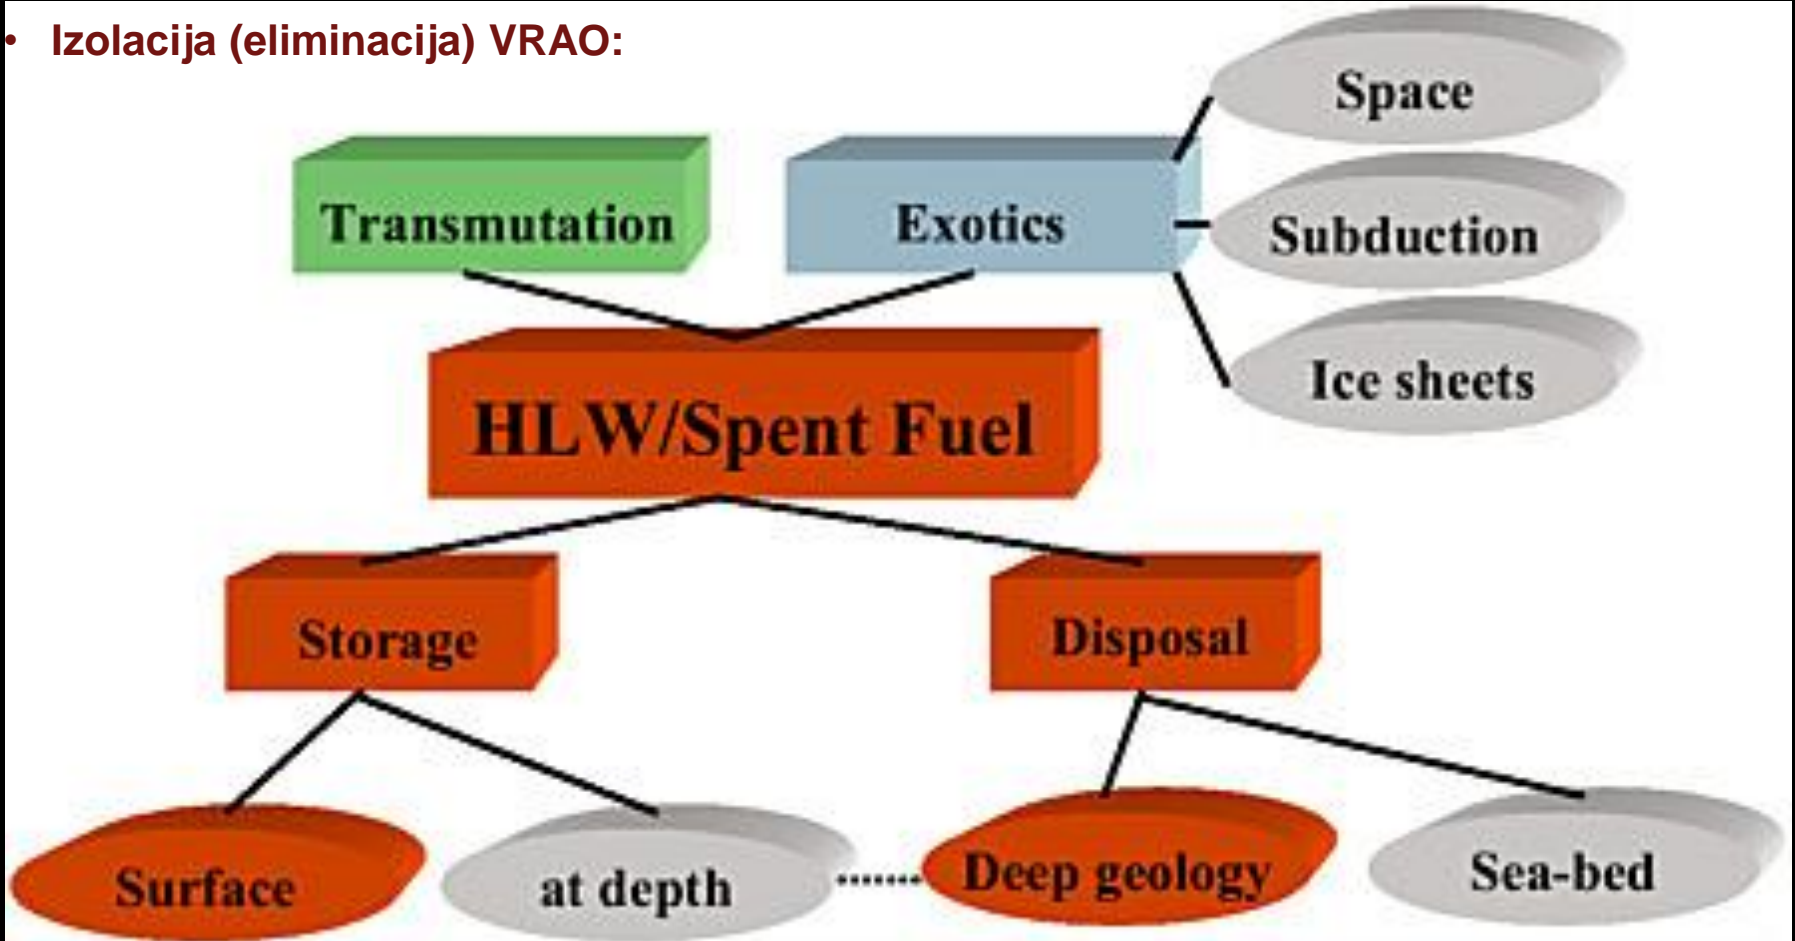 • Izolacija (eliminacija) VRAO:
Space
Transmutation
Exotics
Subduction
Ice sheets
HLW/Spent Fuel
Storage
Disposal
Surface
at depth
Deep geology
Sea-bed